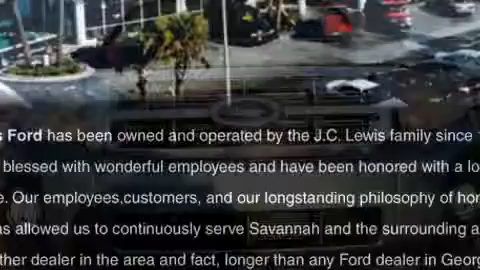 s Ford has been owned and operated by the J.C. Lewis family since
blessed with wonderful employees and have been honored with a lo
e. Our employees,customers, and our longstanding philosophy of hon
as allowed us to continuously serve Savannah and the surrounding a
ther dealer in the area and fact, longer than any Ford dealer in Georg